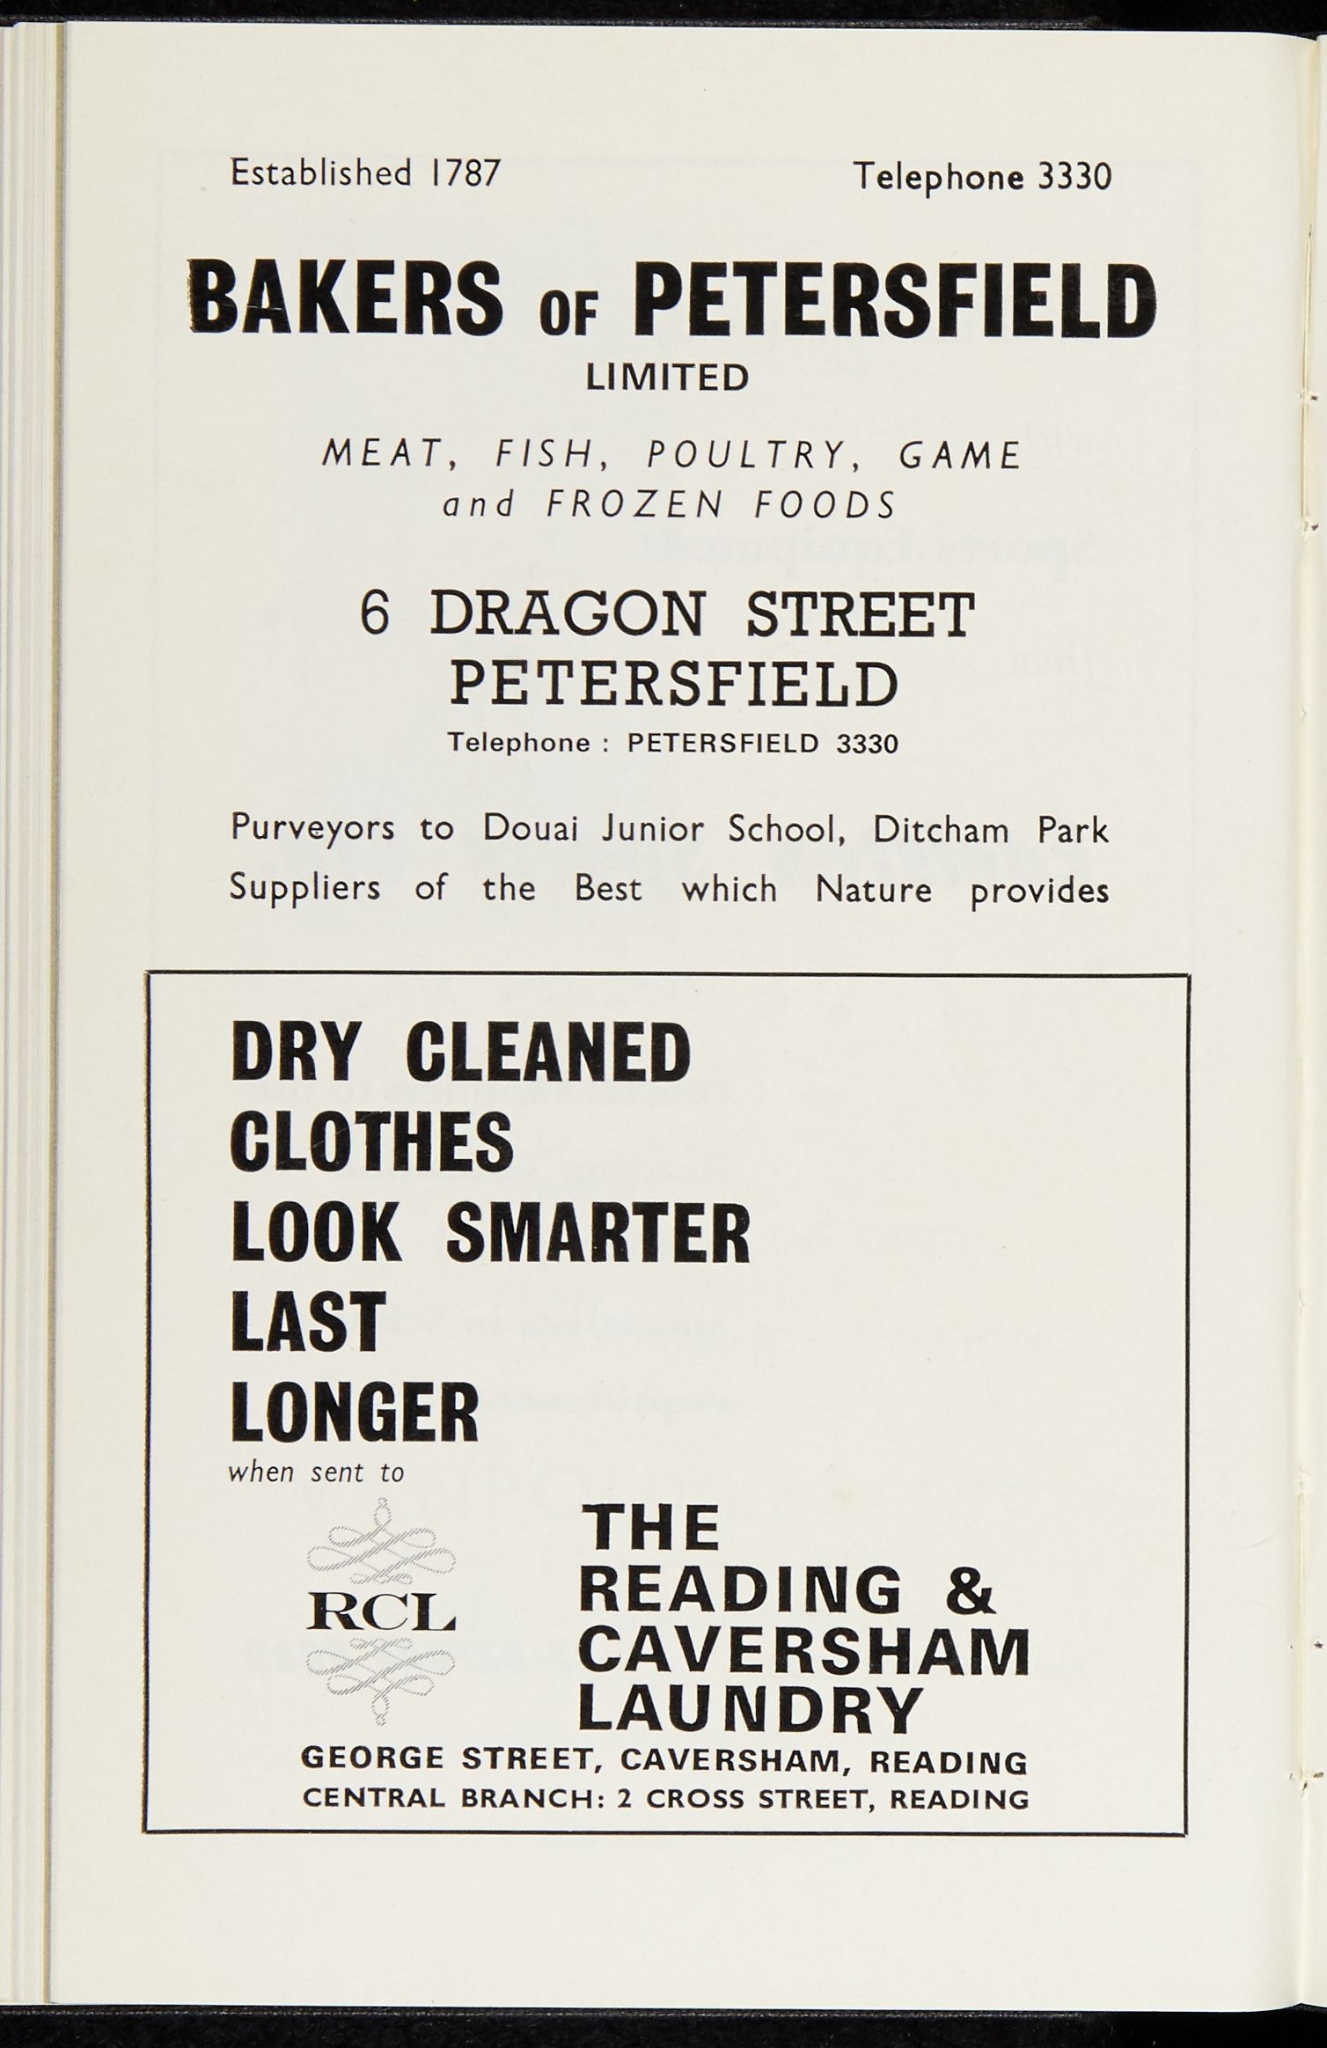 Established 1787 Telephone 3330
BAKERS OF PETERSFIELD
LIMITED
MEAT, FISH, POULTRY, GAME
and FROZEN FOODS
6 DRAGON STREET
PETERSFIELD
Telephone : PETERSFIELD 3330
Purveyors to Douai Junior School, Ditcham Park
Suppliers of the Best which Nature provides
DRY CLEANED
CLOTHES
LOOK SMARTER
LAST
LONGER
when sent to
RCL
THE
READING &
CAVERSHAM
LAUNDRY
GEORGE STREET, CAVERSHAM, READING
CENTRAL BRANCH: 2 CROSS STREET, READING